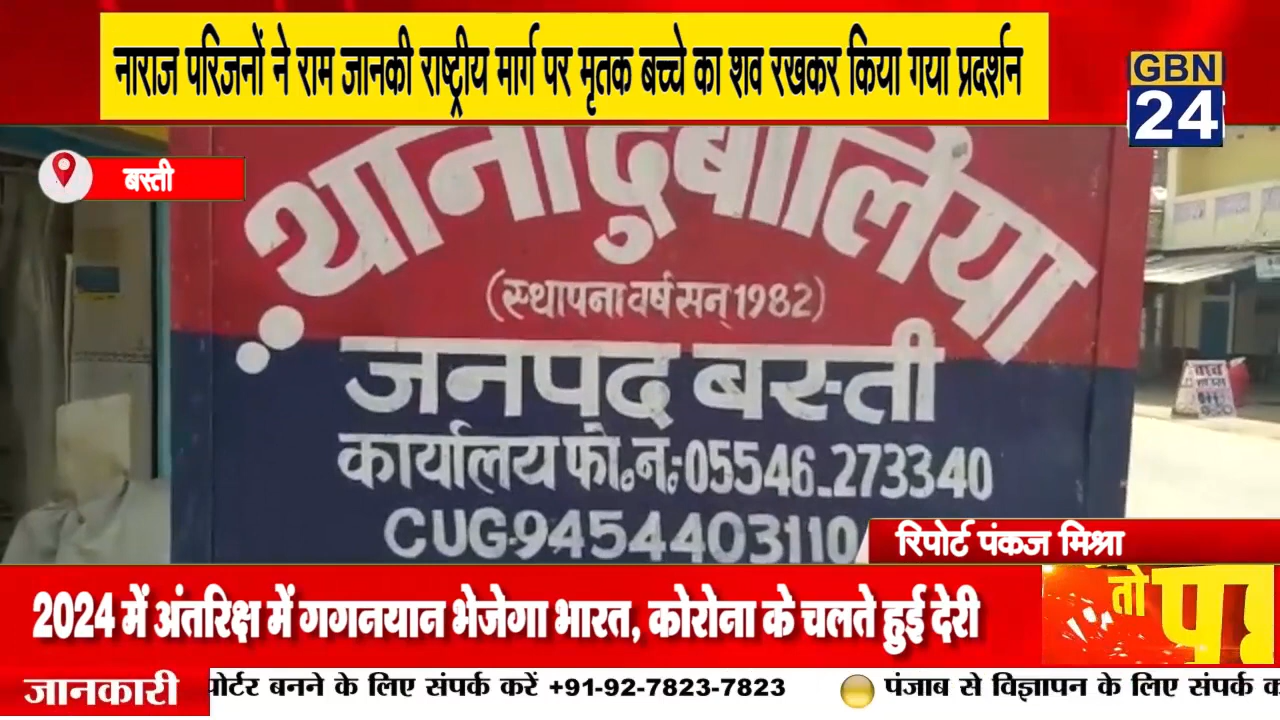 नाराज परिजनों ने राम जानकी राष्ट्रीय मार्ग पर मृतक बच्चे का शव रखकर किया गया प्रदर्शन
GBN
24
बस्ती
थाना दुबौलिया
(स्थापना वर्ष सन् 1982)
जनपद बस्ती
कार्यालय फो॰न॰:05546-273340
CUG-9454403110
रिपोर्ट पंकज मिश्रा
2024 में अंतरिक्ष में गगनयान भेजेगा भारत, कोरोना के चलते हुई देरी
तो
जानकारी
पोर्टर बनने के लिए संपर्क करें +91-92-7823-7823
पंजाब से विज्ञापन के लिए संपर्क क